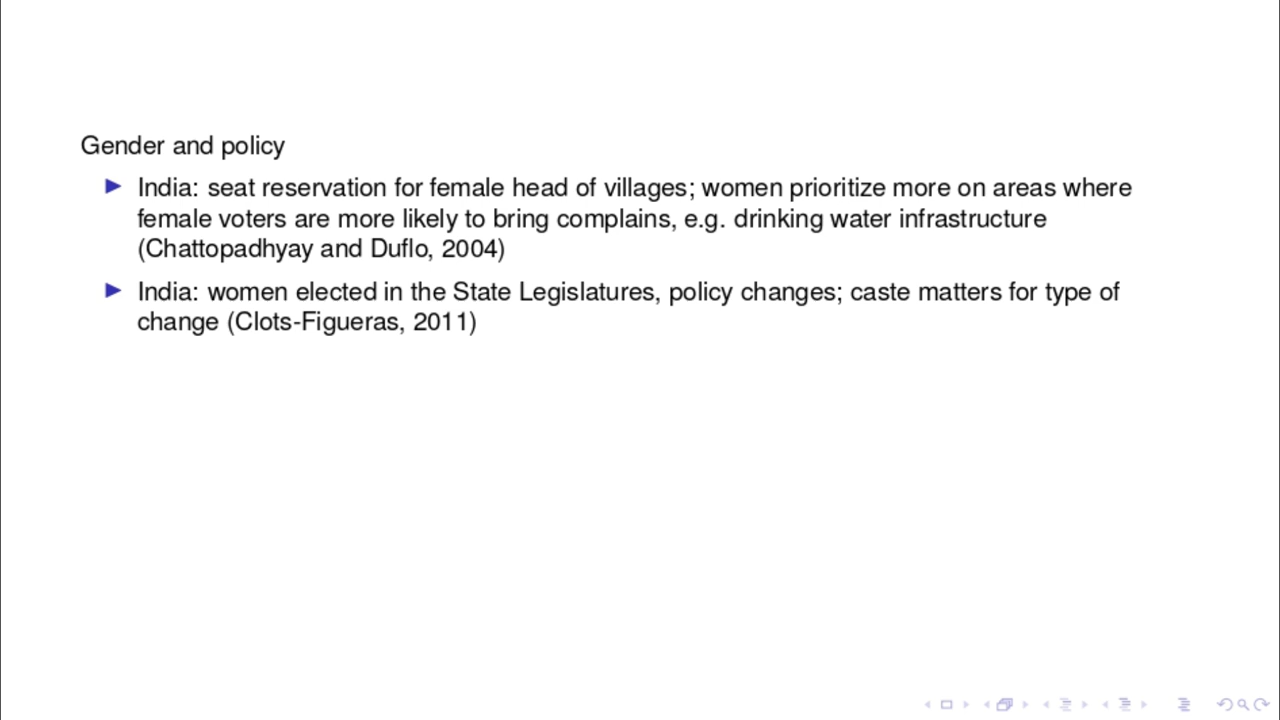 Gender and policy
India: seat reservation for female head of villages; women prioritize more on areas where
female voters are more likely to bring complains, e.g. drinking water infrastructure
(Chattopadhyay and Duflo, 2004)
India: women elected in the State Legislatures, policy changes; caste matters for type of
change (Clots-Figueras, 2011)